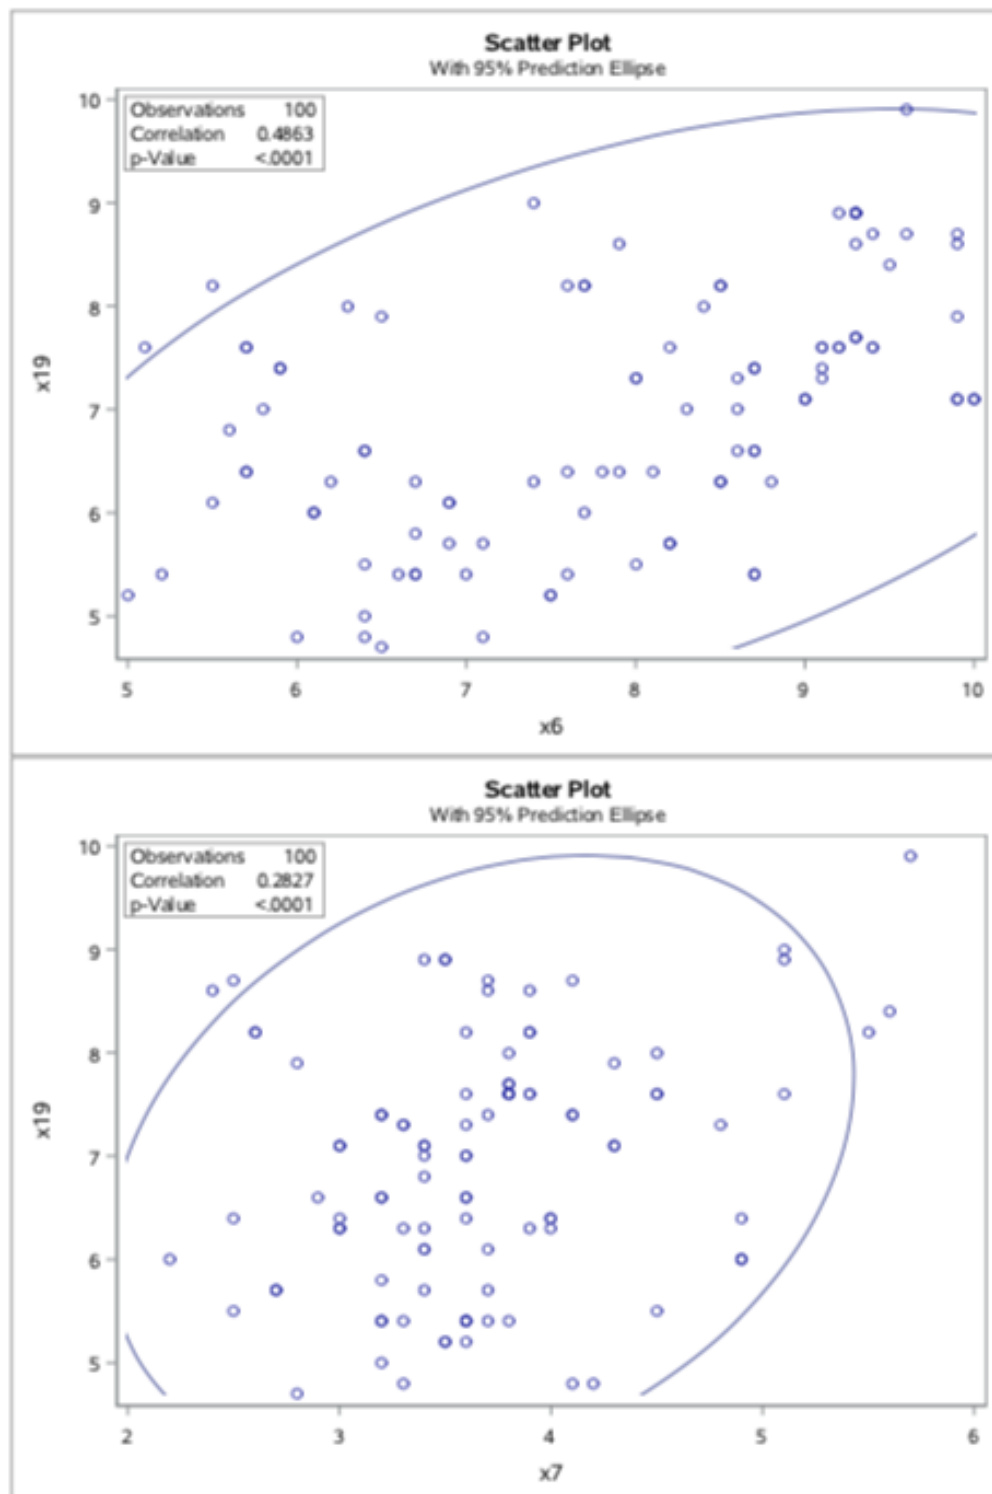 Scatter Plot
With 95% Prediction Ellipse
Observations 100
Correlation 0.4863
p-Value <.0001
10
9
8
7
6
5
x19
5 6 7 8 9 10
x6
Scatter Plot
With 95% Prediction Ellipse
Observations 100
Correlation 0.2827
p-Value <.0001
10
9
8
7
6
5
x19
2 3 4 5 6
x7